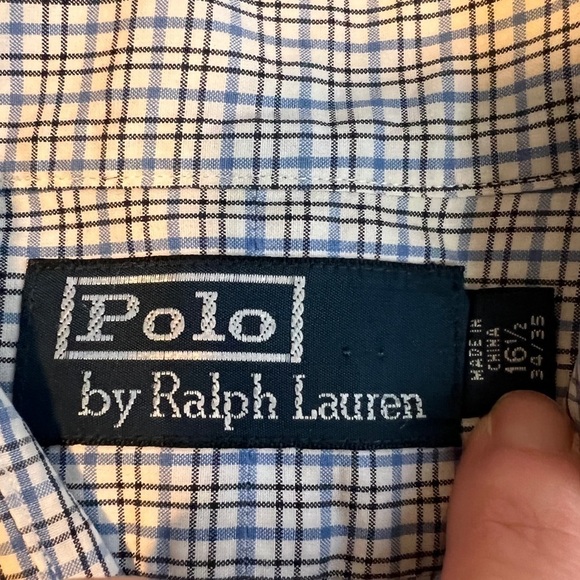 Polo
by Ralph Lauren
MADE IN
CHINA
16½
34/35